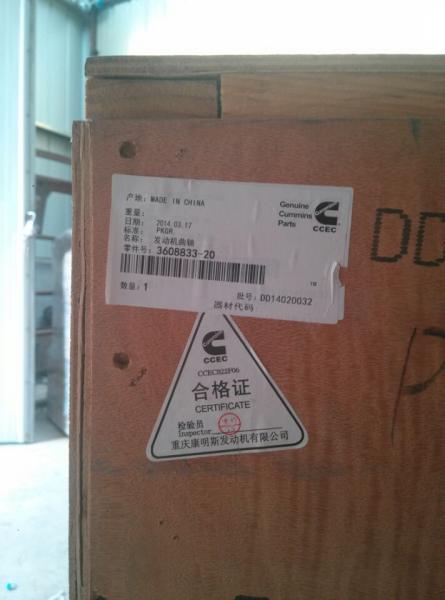 产地: MADE IN CHINA
重量:
日期: 2014.03.17
标准: PKGR.
名称: 发动机曲轴
零件号: 3608833-20
数量: 1
批号: DD14020032
器材代码
Genuine
Cummins
Parts
CCEC
TM
DD
D
CCEC
CCEC022F06
合格证
CERTIFICATE
检验员
Inspector
重庆康明斯发动机有限公司